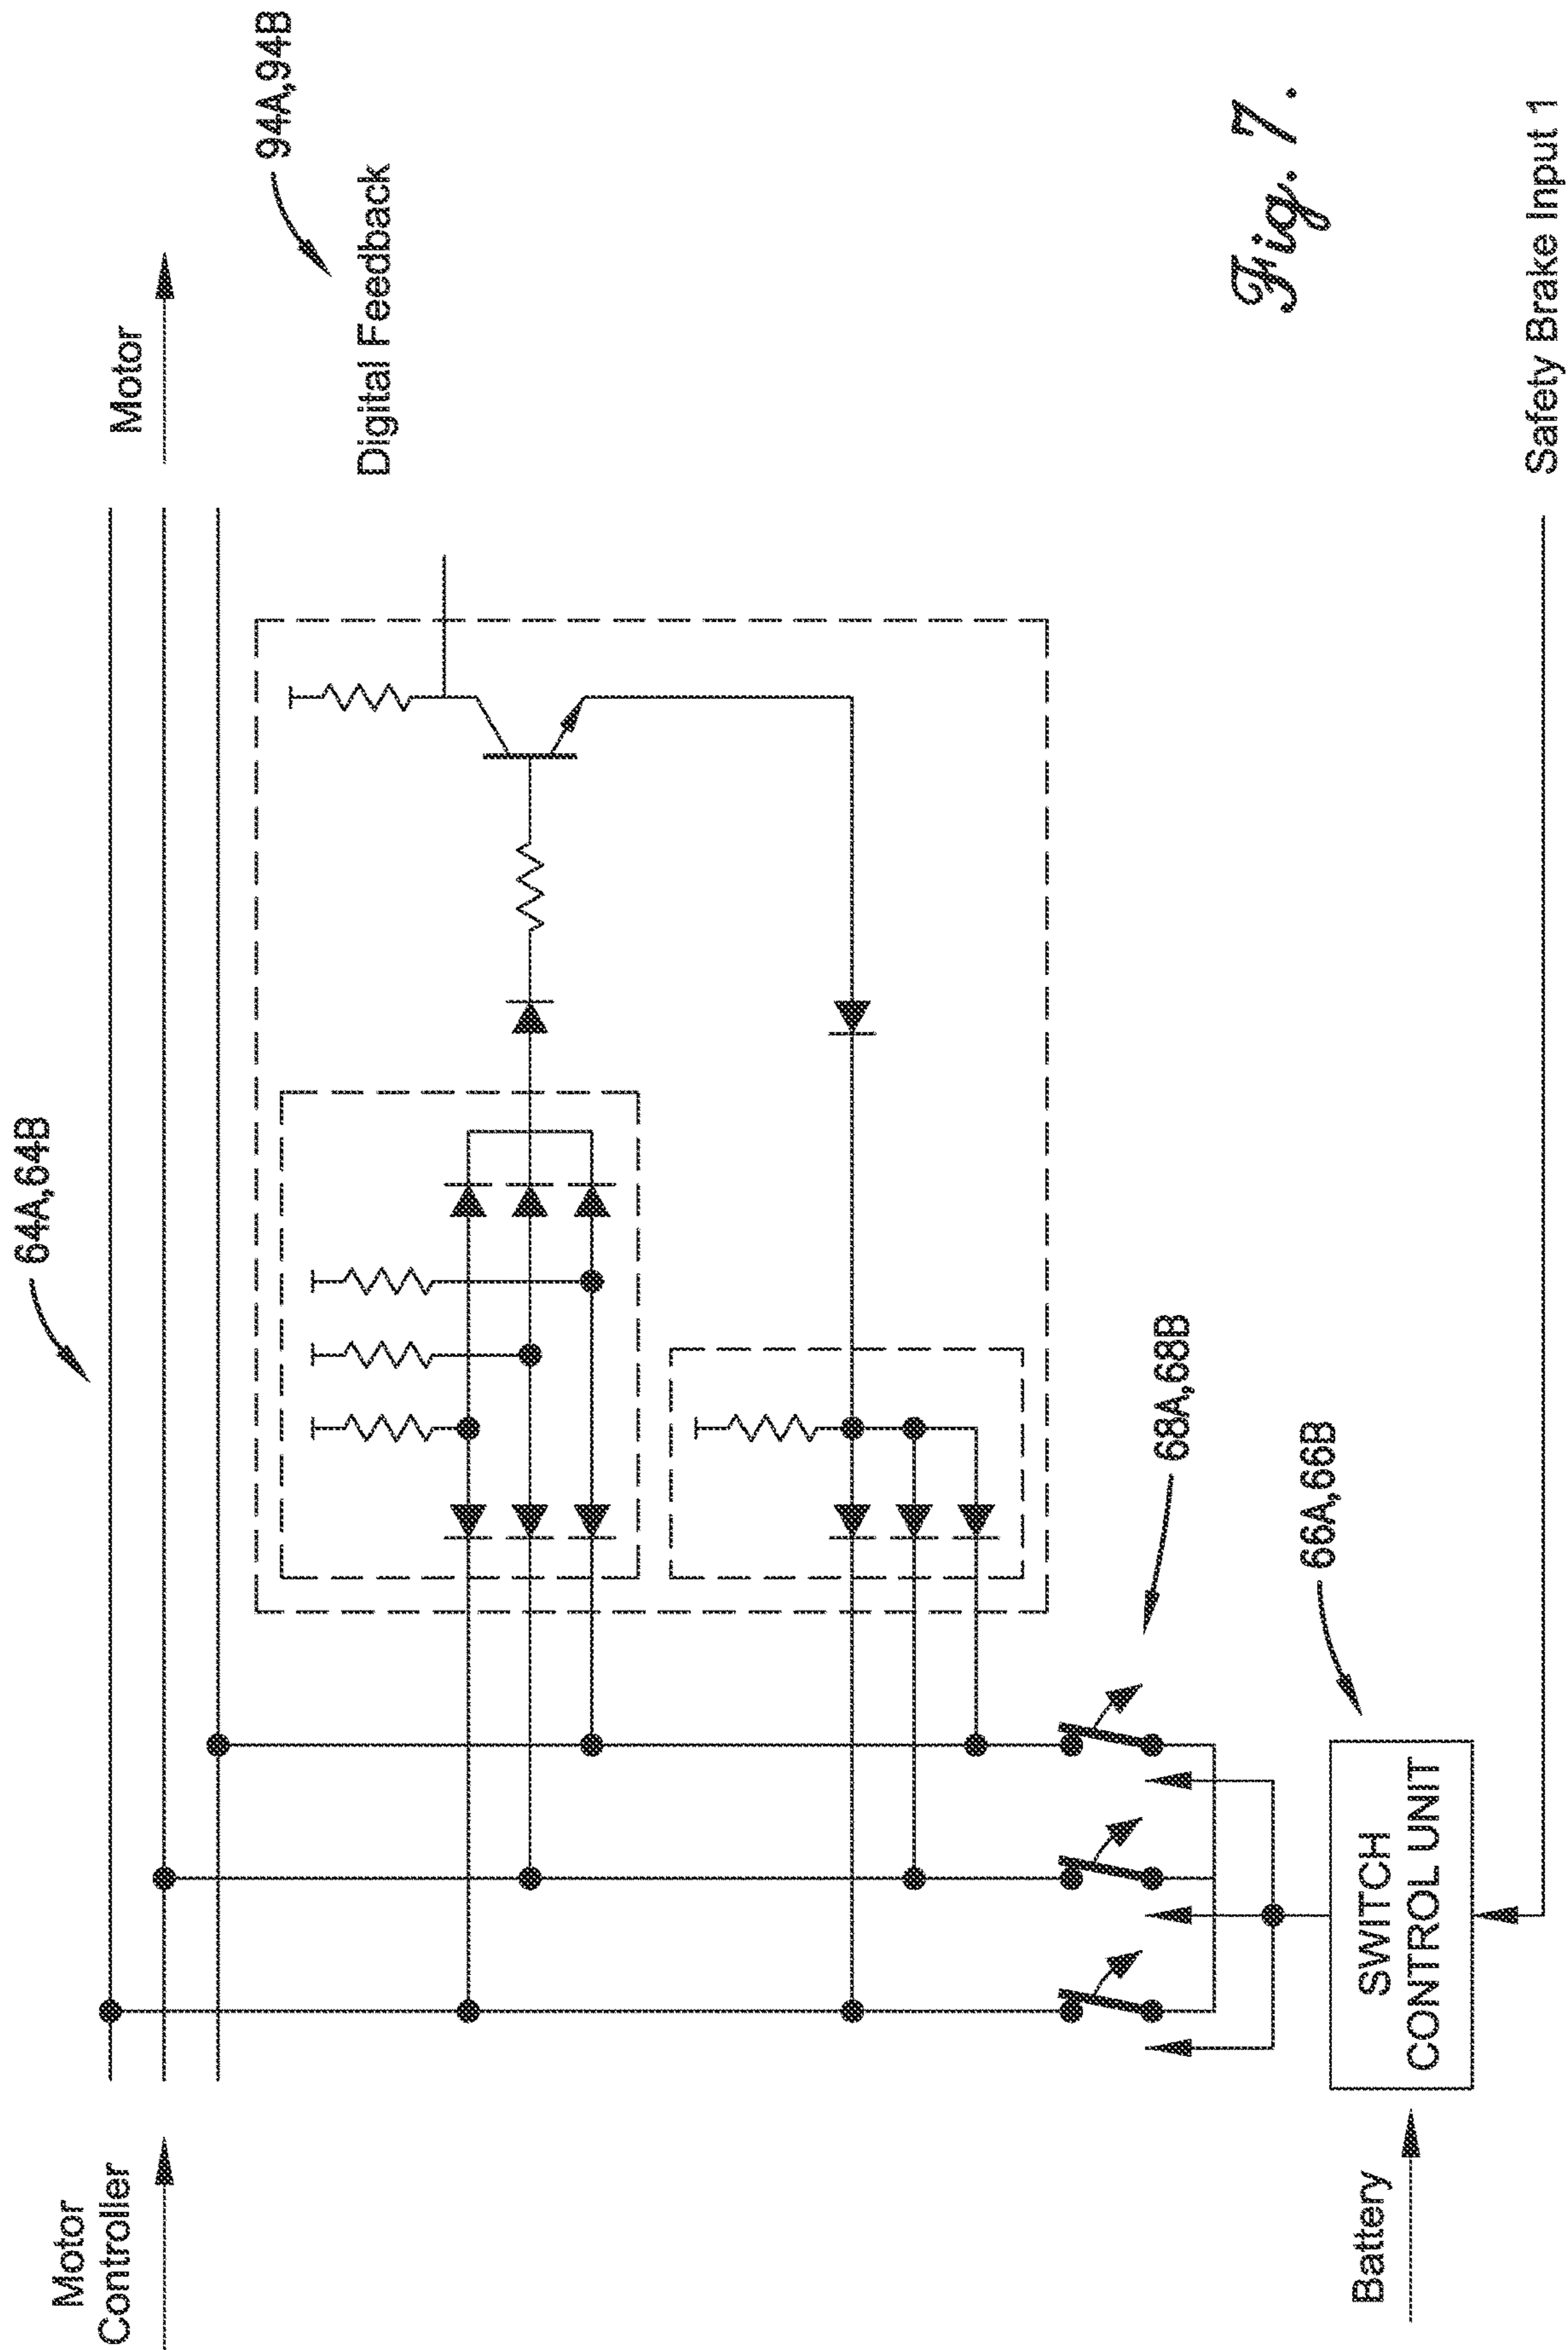 64A,64B
Motor
Controller
Motor
94A,94B
Digital Feedback
68A,68B
66A,66B
Battery
SWITCH
CONTROL UNIT
Safety Brake Input 1
Fig. 7.